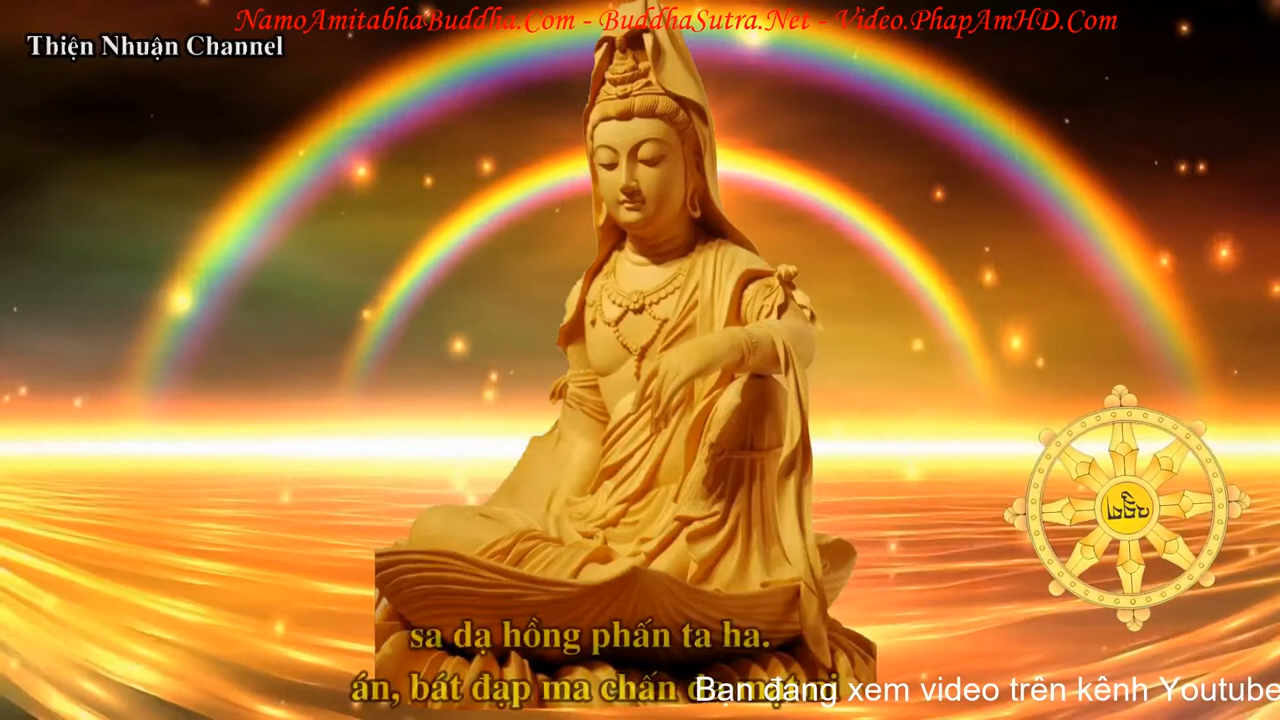 NamoAmitabhaBuddha.Com - BuddhaSutra.Net - Video.PhapAmHD.Com
Thiện Nhuận Channel
sa dạ hồng phấn ta ha.
án, bát đạp ma chấn
Bạn đang xem video trên kênh Youtube